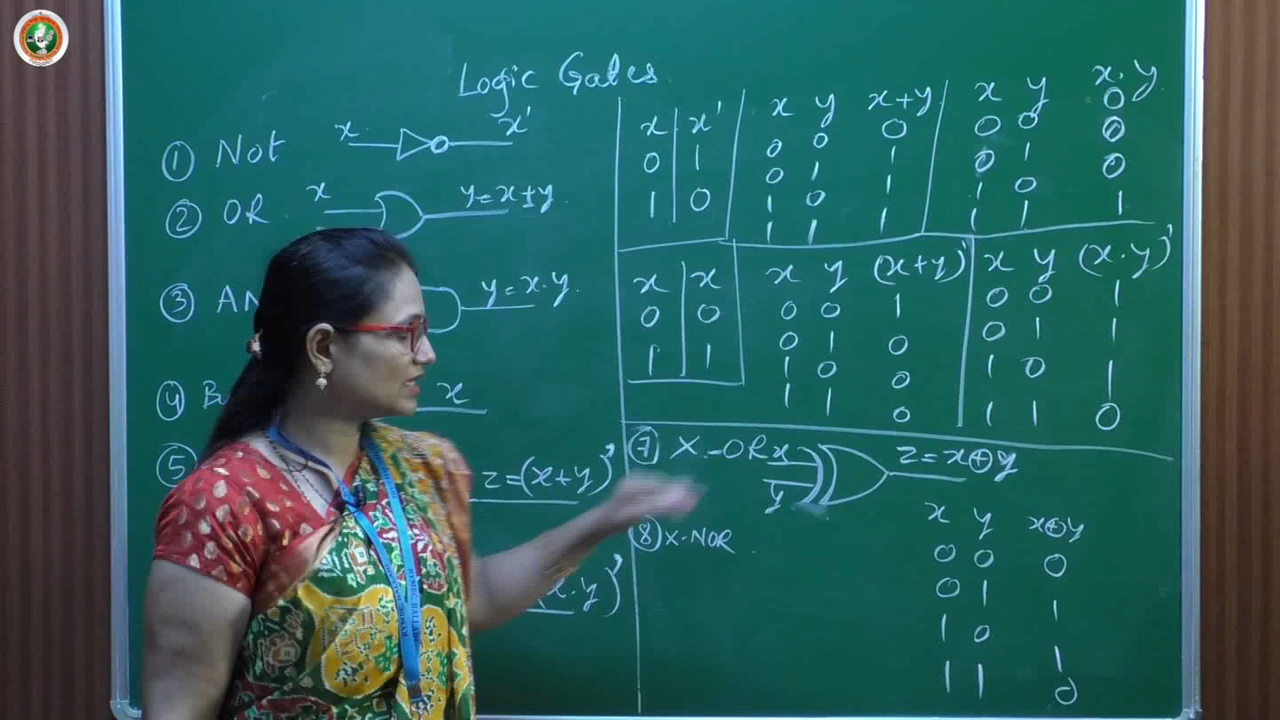 Logic Gates
① Not x x'
② OR x y=x+y
③ AN y=x.y
④ Bu x
⑤ z=(x+y)'
(x.y)'
x x'
0 1
1 0
x y x+y
0 0 0
0 1 1
1 0 1
1 1 1
x y x.y
0 0 0
0 1 0
1 0 0
1 1 1
x x
0 0
1 1
x y (x+y)'
0 0 1
0 1 0
1 0 0
1 1 0
x y (x.y)'
0 0 1
0 1 1
1 0 1
1 1 0
⑦ X-OR x y z=x⊕y
x y x⊕y
0 0 0
0 1 1
1 0 1
1 1 0
⑧ X-NOR